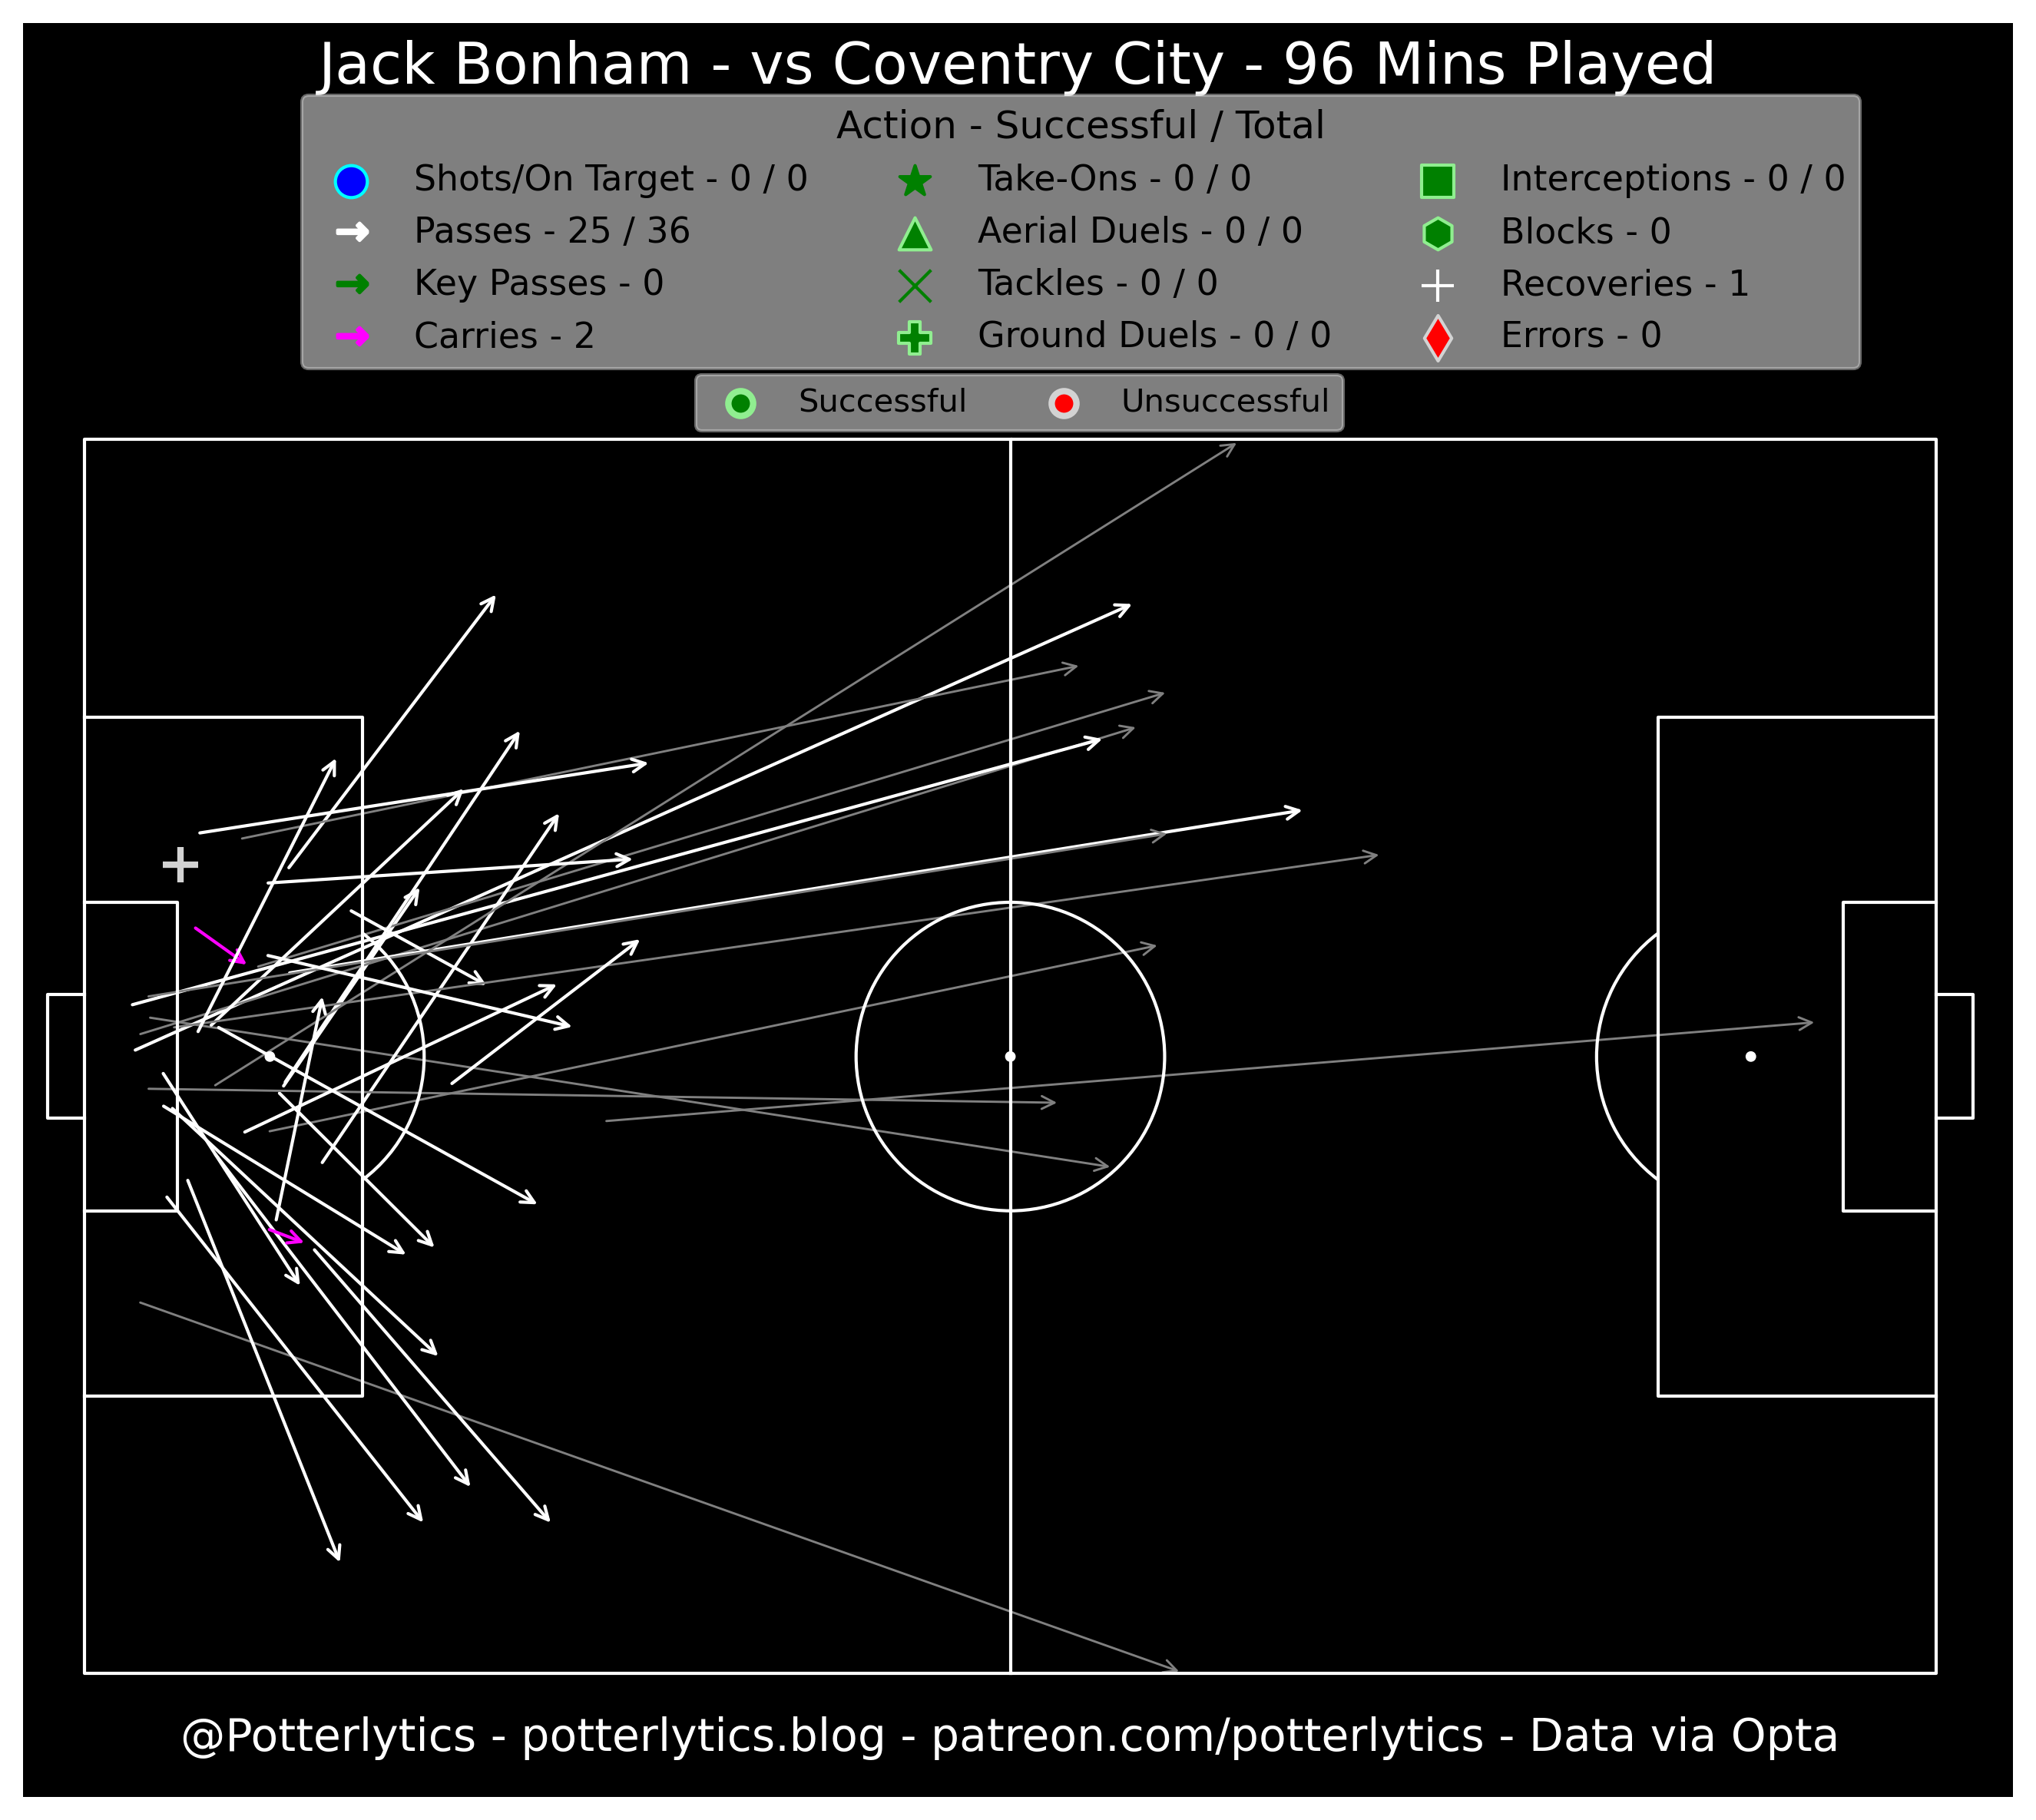 Jack Bonham - vs Coventry City - 96 Mins Played
Action - Successful / Total
Shots/On Target - 0 / 0
Passes - 25 / 36
Key Passes - 0
Carries - 2
Take-Ons - 0 / 0
Aerial Duels - 0 / 0
Tackles - 0 / 0
Ground Duels - 0 / 0
Interceptions - 0 / 0
Blocks - 0
Recoveries - 1
Errors - 0
Successful
Unsuccessful
@Potterlytics - potterlytics.blog - patreon.com/potterlytics - Data via Opta